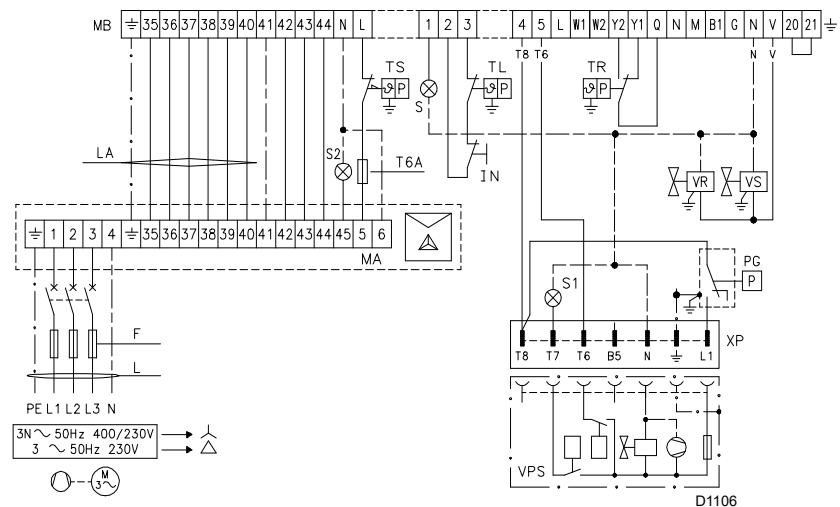 MB 35 36 37 38 39 40 41 42 43 44 N L 1 2 3 4 5 L W1 W2 Y2 Y1 Q N M B1 G N V 20 21
T8 T6 N V
TS TL TR
ϑ P ϑ P ϑ P
S
LA S2 T6A IN
VR VS
1 2 3 4 35 36 37 38 39 40 41 42 43 44 45 5 6
MA
PG
P
S1
F
XP
T8 T7 T6 B5 N L1
L
PE L1 L2 L3 N
3N ~ 50Hz 400/230V
3 ~ 50Hz 230V
VPS
M
3~
D1106